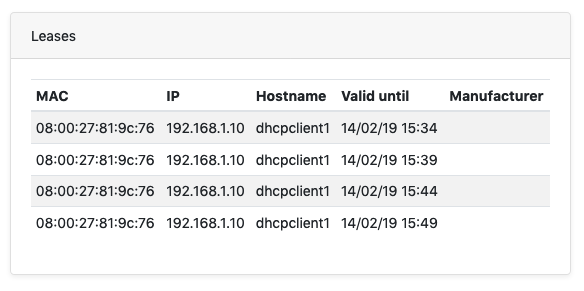 Leases
MAC IP Hostname Valid until Manufacturer
08:00:27:81:9c:76 192.168.1.10 dhcpclient1 14/02/19 15:34
08:00:27:81:9c:76 192.168.1.10 dhcpclient1 14/02/19 15:39
08:00:27:81:9c:76 192.168.1.10 dhcpclient1 14/02/19 15:44
08:00:27:81:9c:76 192.168.1.10 dhcpclient1 14/02/19 15:49